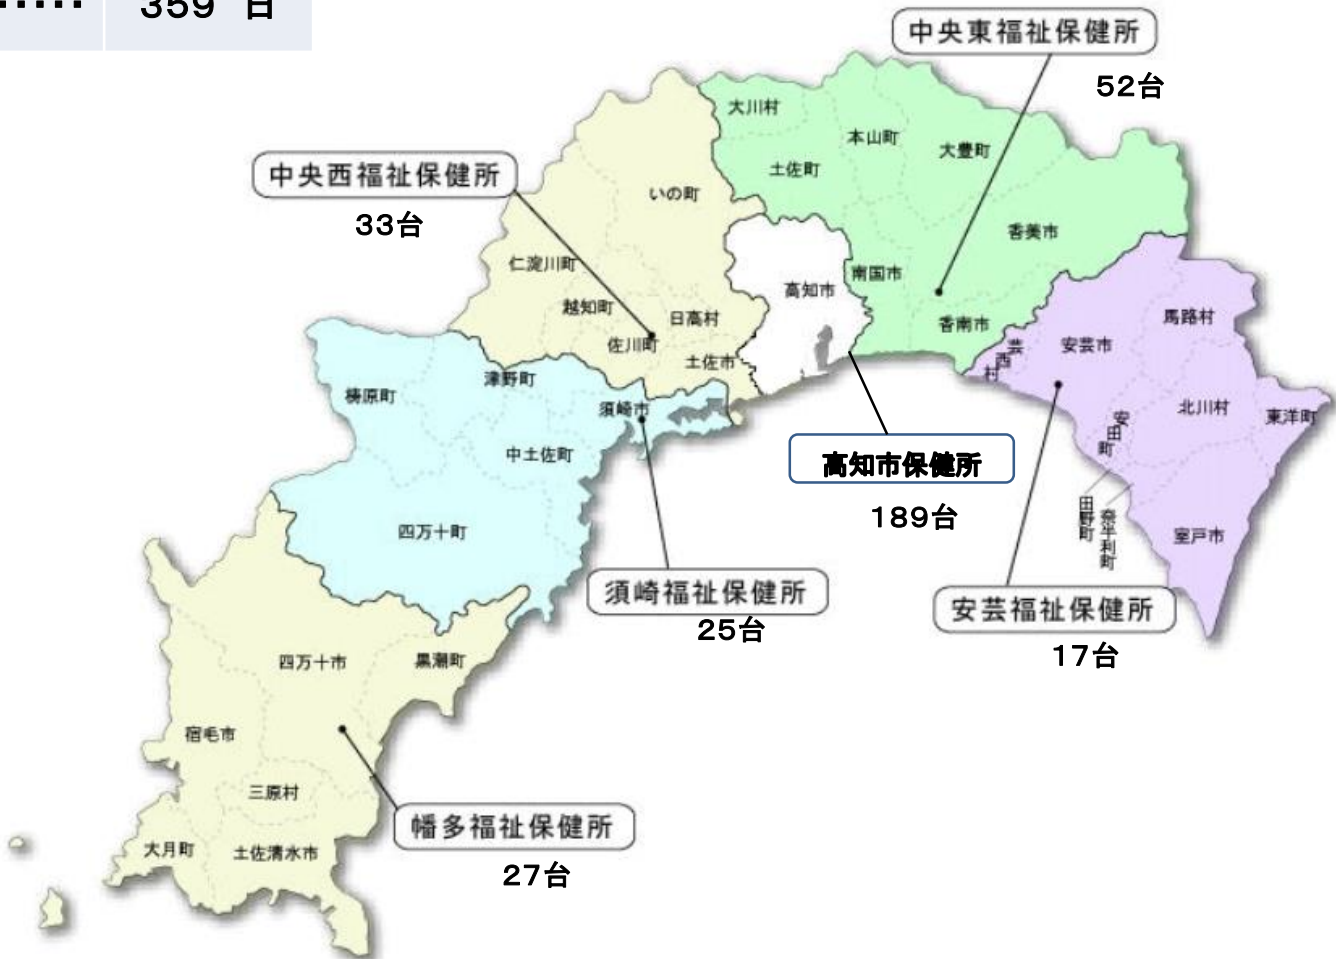 359 日
中央東福祉保健所
52台
大川村
本山町
大豊町
土佐町
中央西福祉保健所
33台
いの町
香美市
仁淀川町
南国市
高知市
越知町
日高村
香南市
馬路村
佐川町
土佐市
芸西村
安芸市
津野町
梼原町
須崎市
北川村
東洋町
安田町
中土佐町
高知市保健所
189台
田野町
奈半利町
四万十町
室戸市
須崎福祉保健所
25台
安芸福祉保健所
17台
四万十市
黒潮町
宿毛市
三原村
幡多福祉保健所
27台
大月町
土佐清水市